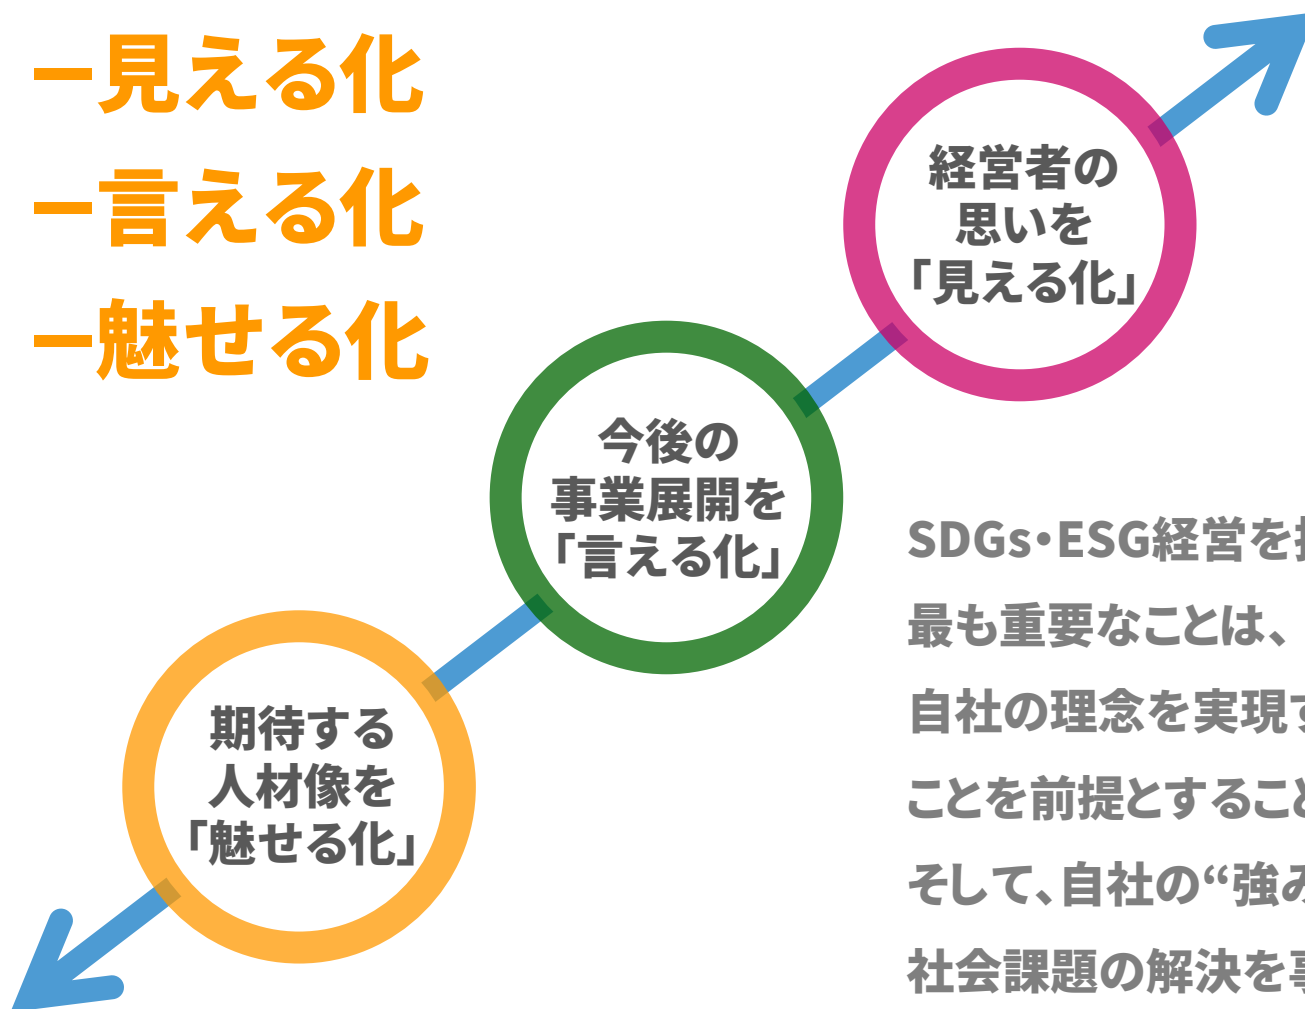 －見える化
－言える化
－魅せる化
経営者の
思いを
「見える化」
今後の
事業展開を
「言える化」
期待する
人材像を
「魅せる化」
SDGs・ESG経営を
最も重要なことは、
自社の理念を実現す
ことを前提とすること
そして、自社の“強み
社会課題の解決を事